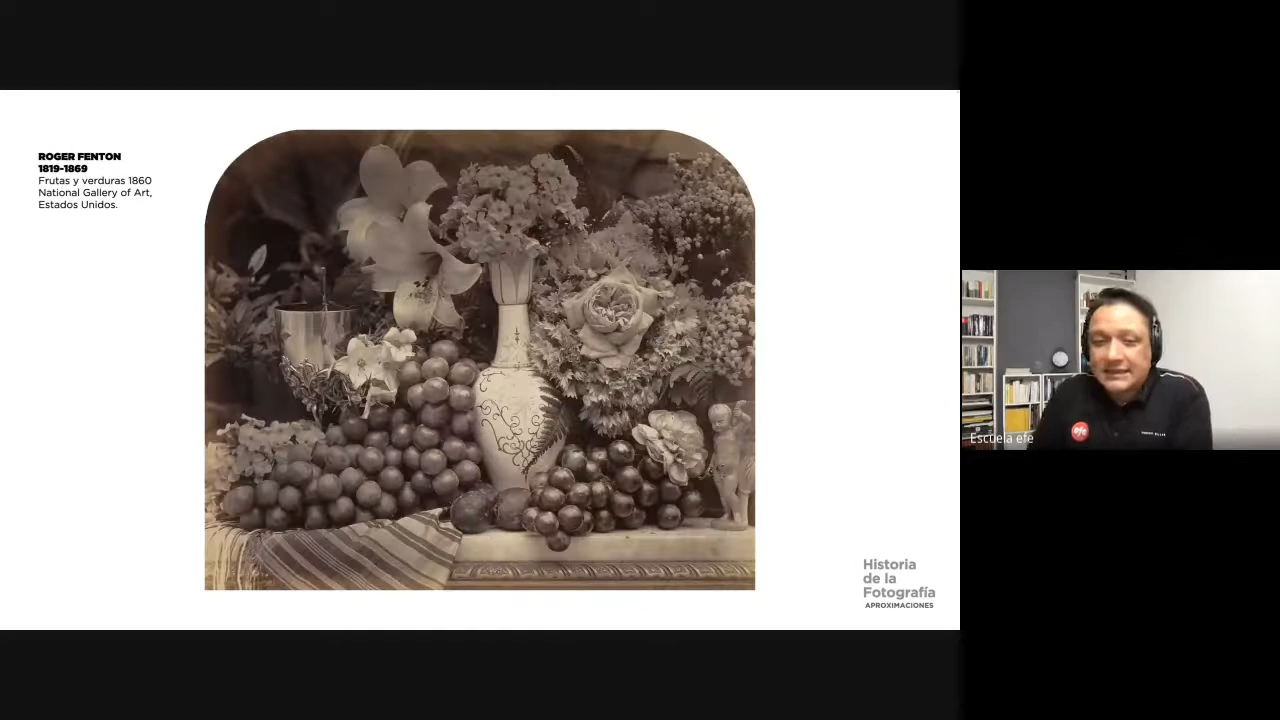 ROGER FENTON
1819-1869
Frutas y verduras 1860
National Gallery of Art,
Estados Unidos.
Historia
de la
Fotografía
APROXIMACIONES
Escuela efe
efe